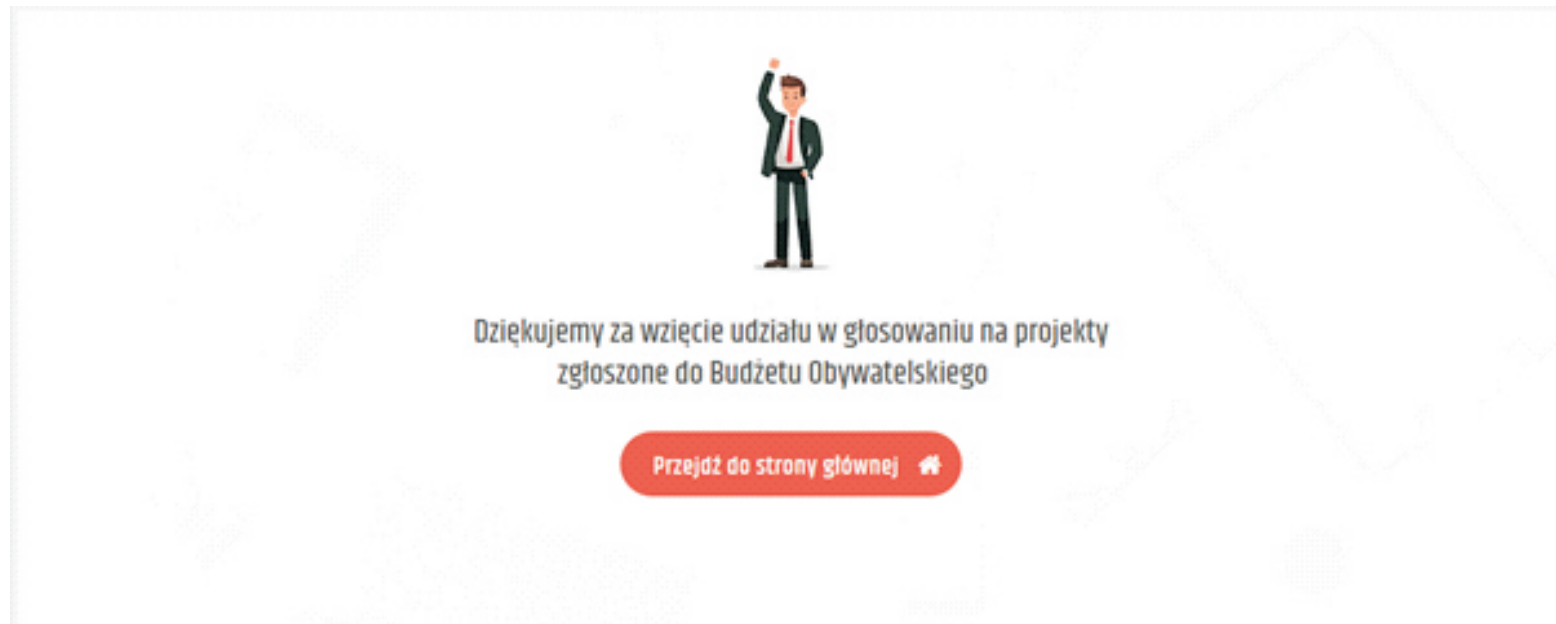 Dziękujemy za wzięcie udziału w głosowaniu na projekty
zgłoszone do Budżetu Obywatelskiego
Przejdź do strony głównej